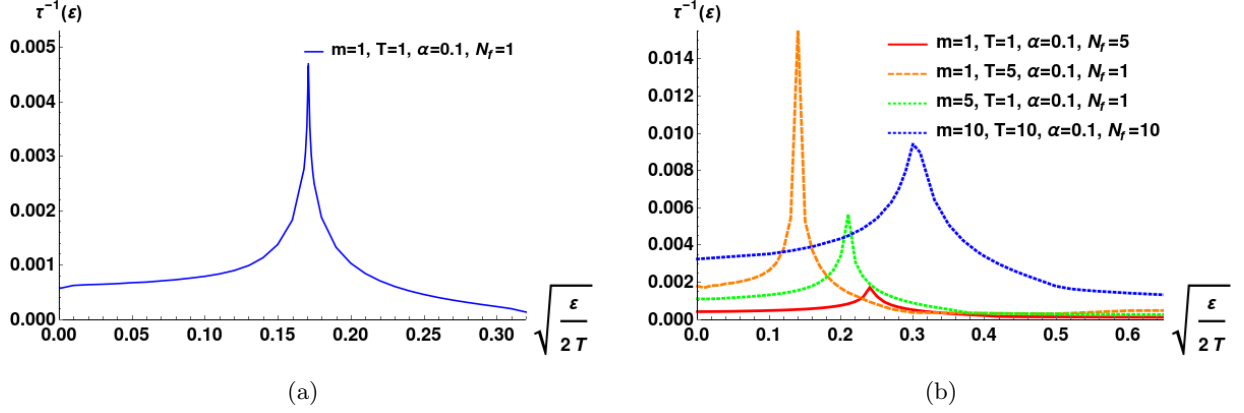 τ⁻¹(ε)
0.005
0.004
0.003
0.002
0.001
0.000
0.00 0.05 0.10 0.15 0.20 0.25 0.30
m=1, T=1, α=0.1, N_f=1
√(ε/2T)
(a)
τ⁻¹(ε)
0.014
0.012
0.010
0.008
0.006
0.004
0.002
0.000
0.0 0.1 0.2 0.3 0.4 0.5 0.6
m=1, T=1, α=0.1, N_f=5
m=1, T=5, α=0.1, N_f=1
m=5, T=1, α=0.1, N_f=1
m=10, T=10, α=0.1, N_f=10
√(ε/2T)
(b)